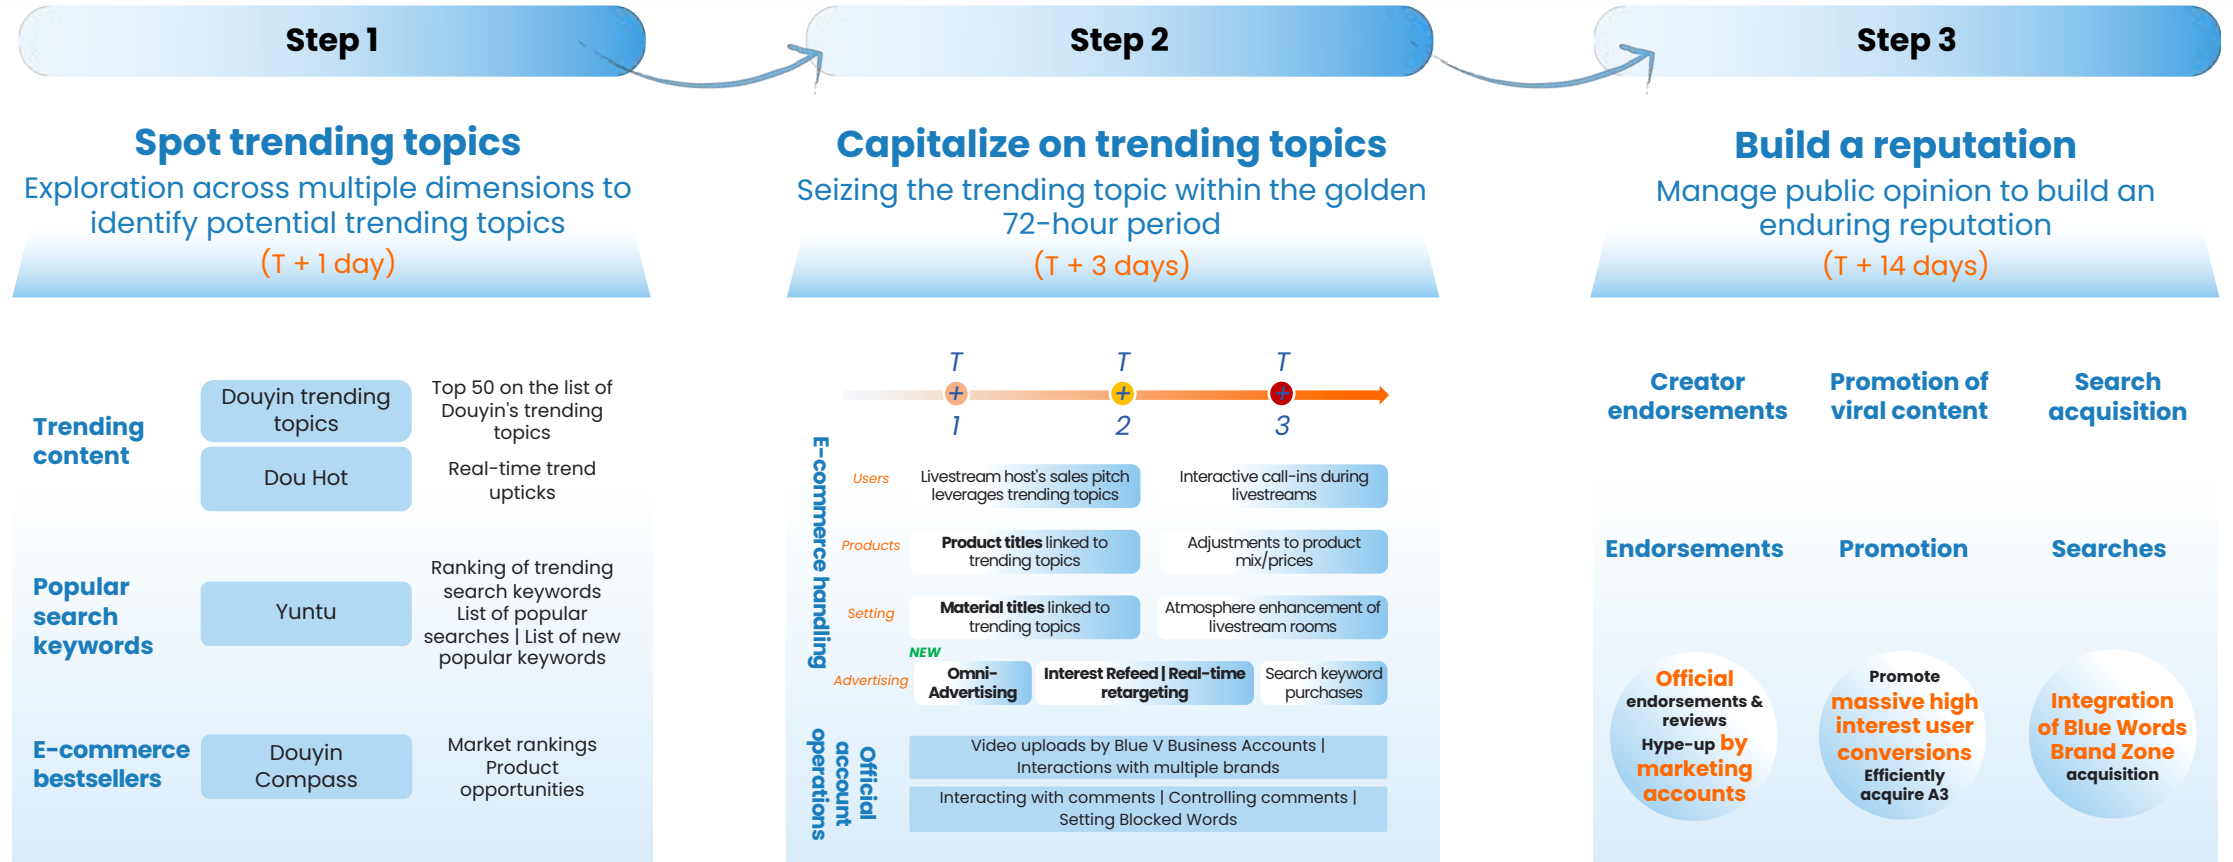 Step 1
Step 2
Step 3
Spot trending topics
Exploration across multiple dimensions to
identify potential trending topics
(T + 1 day)
Trending
content
Douyin trending
topics
Top 50 on the list of
Douyin's trending
topics
Dou Hot
Real-time trend
upticks
Popular
search
keywords
Yuntu
Ranking of trending
search keywords
List of popular
searches | List of new
popular keywords
E-commerce
bestsellers
Douyin
Compass
Market rankings
Product
opportunities
Capitalize on trending topics
Seizing the trending topic within the golden
72-hour period
(T + 3 days)
T
+
1
T
+
2
T
+
3
E-commerce handling
Users
Livestream host's sales pitch
leverages trending topics
Interactive call-ins during
livestreams
Products
Product titles linked to
trending topics
Adjustments to product
mix/prices
Setting
Material titles linked to
trending topics
Atmosphere enhancement of
livestream rooms
NEW
Advertising
Omni-
Advertising
Interest Refeed | Real-time
retargeting
Search keyword
purchases
Official
account
operations
Video uploads by Blue V Business Accounts |
Interactions with multiple brands
Interacting with comments | Controlling comments |
Setting Blocked Words
Build a reputation
Manage public opinion to build an
enduring reputation
(T + 14 days)
Creator
endorsements
Promotion of
viral content
Search
acquisition
Endorsements
Promotion
Searches
Official
endorsements &
reviews
Hype-up by
marketing
accounts
Promote
massive high
interest user
conversions
Efficiently
acquire A3
Integration
of Blue Words
Brand Zone
acquisition